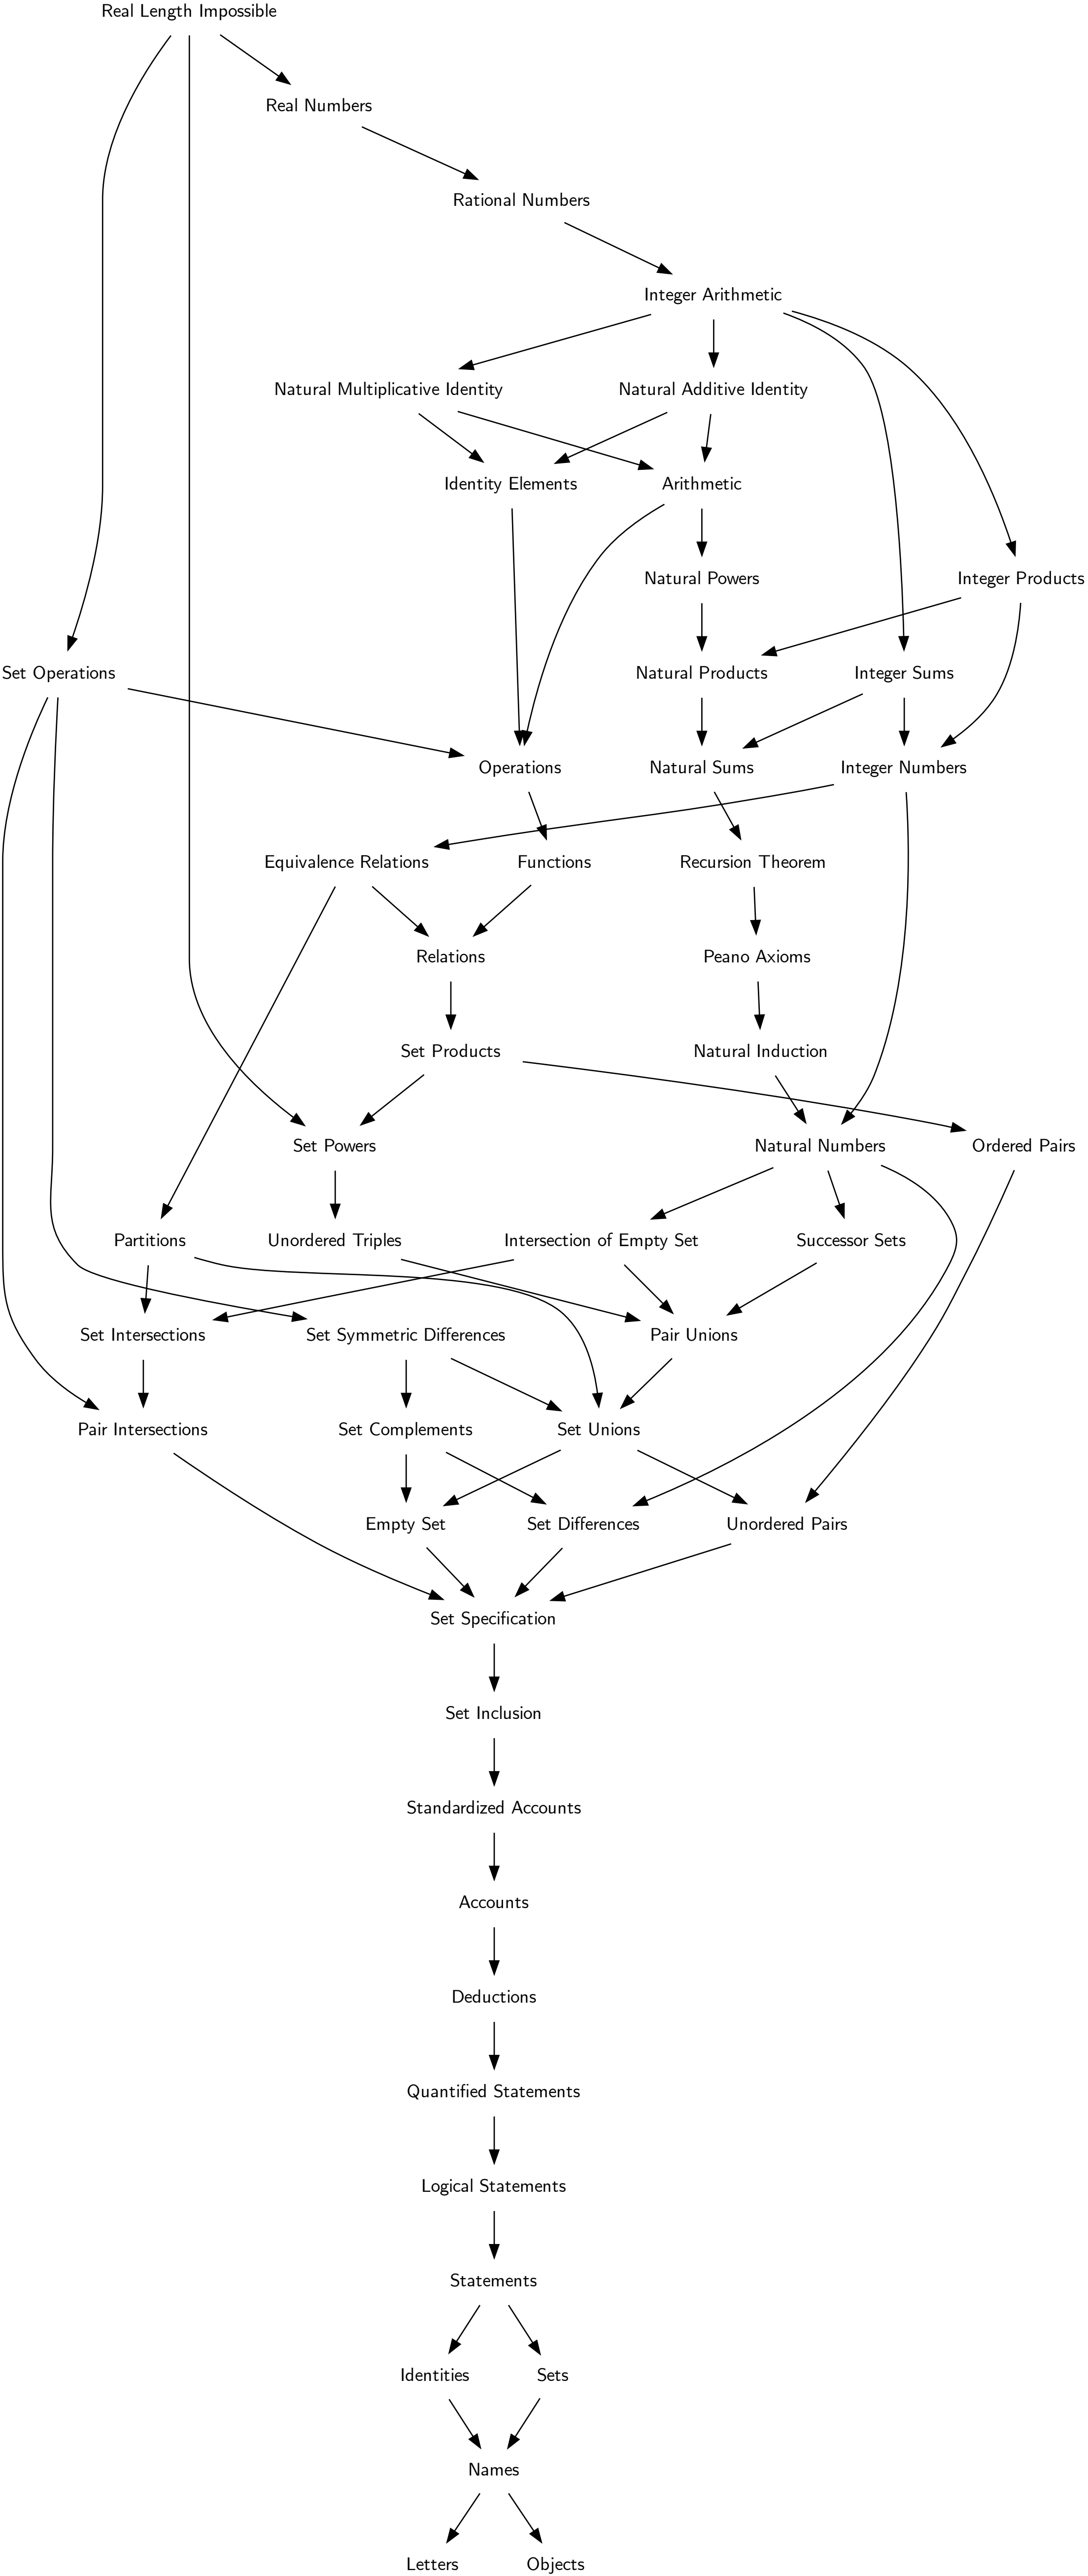 Real Length Impossible
Real Numbers
Rational Numbers
Integer Arithmetic
Natural Multiplicative Identity
Natural Additive Identity
Identity Elements
Arithmetic
Natural Powers
Integer Products
Set Operations
Natural Products
Integer Sums
Operations
Natural Sums
Integer Numbers
Equivalence Relations
Functions
Recursion Theorem
Relations
Peano Axioms
Set Products
Natural Induction
Set Powers
Natural Numbers
Ordered Pairs
Partitions
Unordered Triples
Intersection of Empty Set
Successor Sets
Set Intersections
Set Symmetric Differences
Pair Unions
Pair Intersections
Set Complements
Set Unions
Empty Set
Set Differences
Unordered Pairs
Set Specification
Set Inclusion
Standardized Accounts
Accounts
Deductions
Quantified Statements
Logical Statements
Statements
Identities
Sets
Names
Letters
Objects